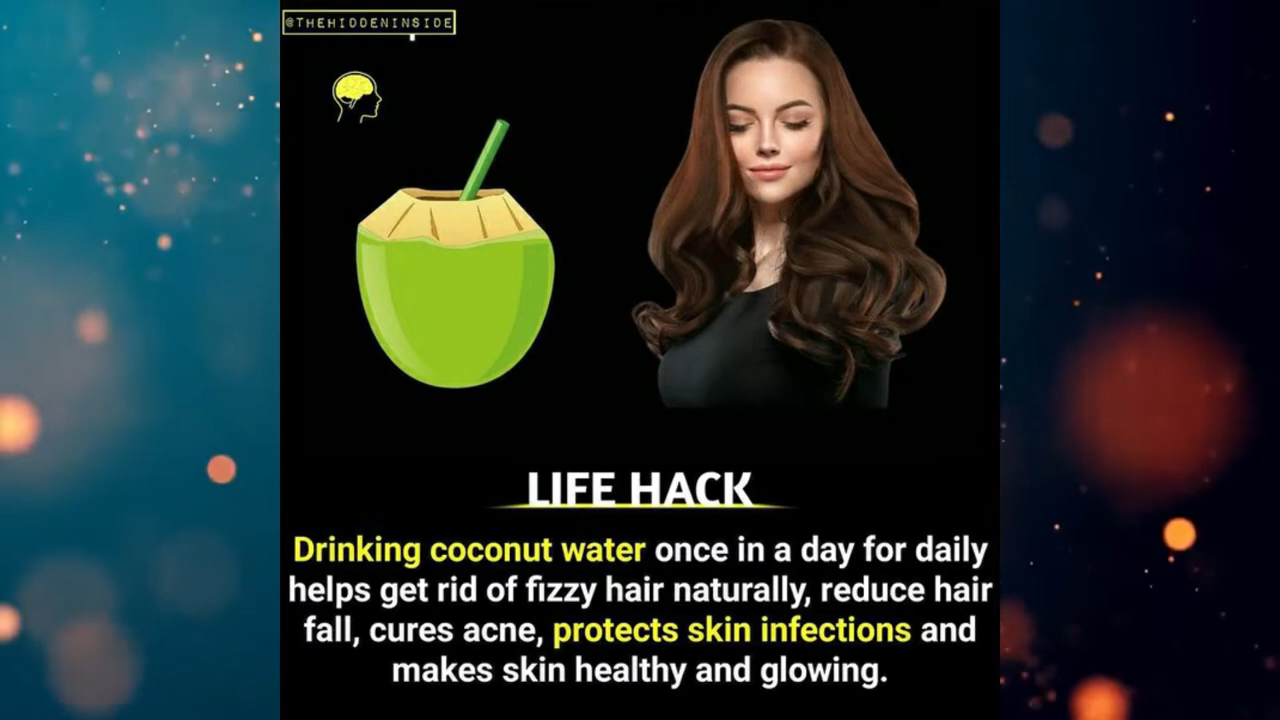 @THEHIDDENINSIDE
LIFE HACK
Drinking coconut water once in a day for daily
helps get rid of fizzy hair naturally, reduce hair
fall, cures acne, protects skin infections and
makes skin healthy and glowing.